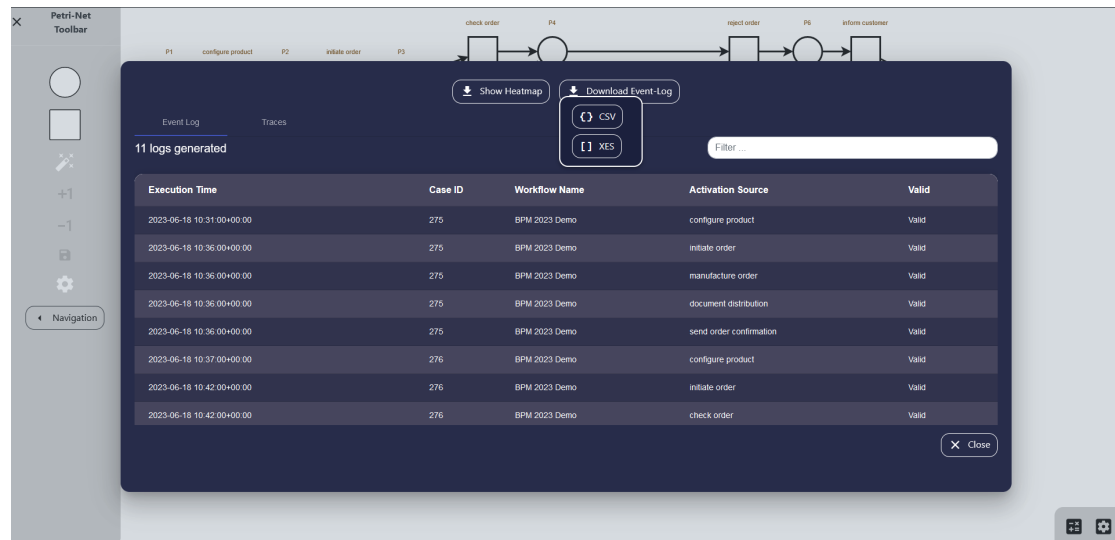 Petri-Net
Toolbar
check order P4 reject order P6 inform customer
P1 configure product P2 initiate order P3
Show Heatmap Download Event-Log
{} CSV
[] XES
Event Log Traces
11 logs generated Filter ...
Execution Time Case ID Workflow Name Activation Source Valid
2023-06-18 10:31:00+00:00 275 BPM 2023 Demo configure product Valid
2023-06-18 10:36:00+00:00 275 BPM 2023 Demo initiate order Valid
2023-06-18 10:36:00+00:00 275 BPM 2023 Demo manufacture order Valid
2023-06-18 10:36:00+00:00 275 BPM 2023 Demo document distribution Valid
2023-06-18 10:36:00+00:00 275 BPM 2023 Demo send order confirmation Valid
2023-06-18 10:37:00+00:00 276 BPM 2023 Demo configure product Valid
2023-06-18 10:42:00+00:00 276 BPM 2023 Demo initiate order Valid
2023-06-18 10:42:00+00:00 276 BPM 2023 Demo check order Valid
+1
−1
Navigation
Close